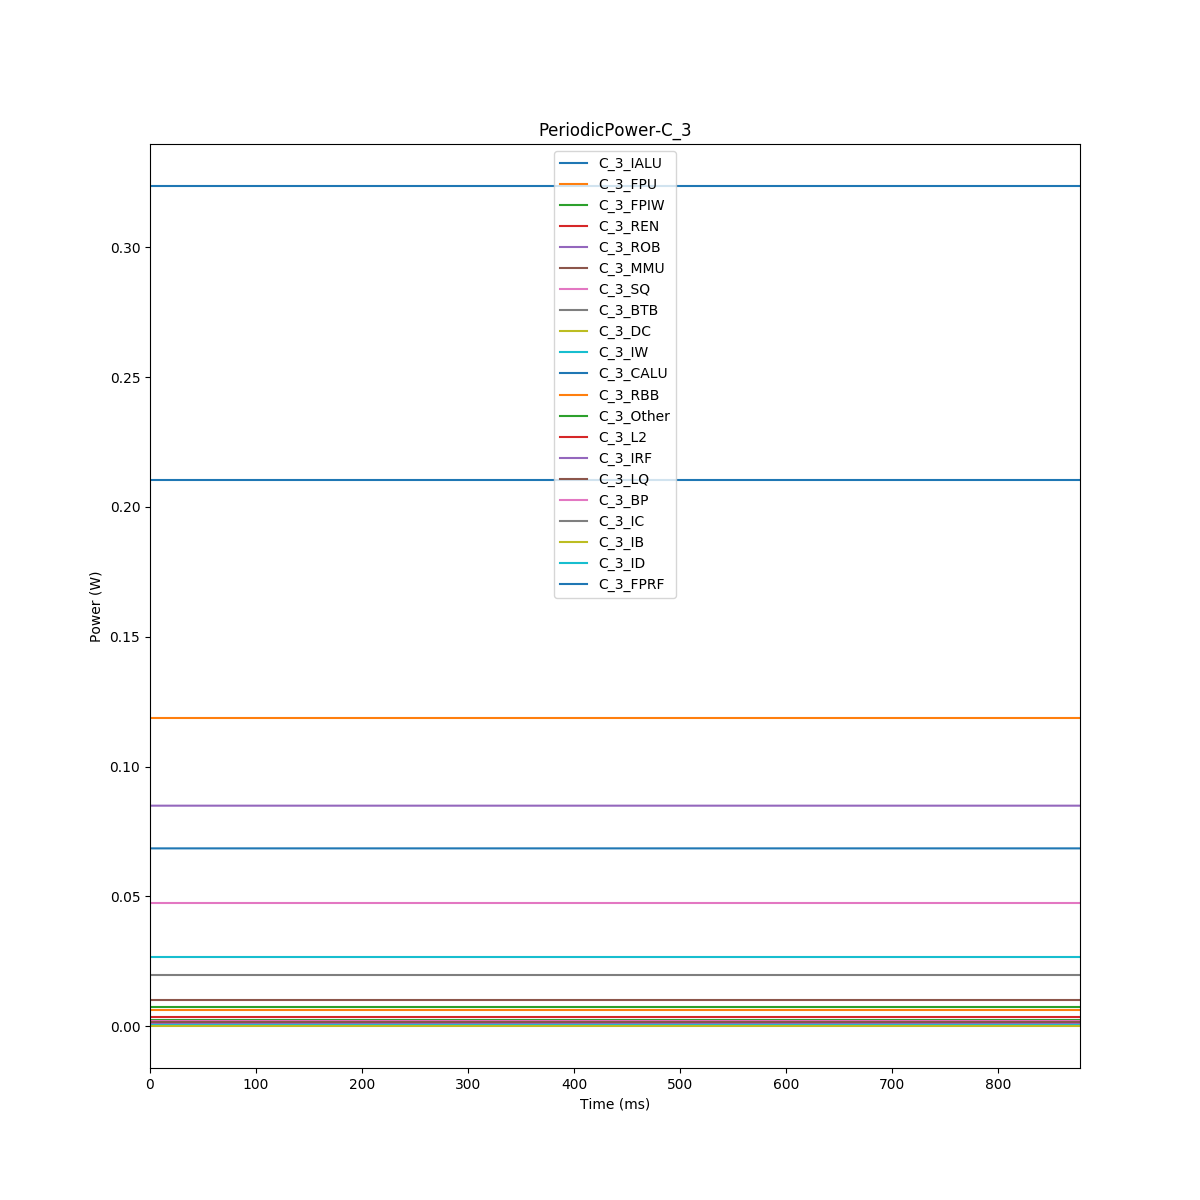 PeriodicPower-C_3
C_3_IALU
C_3_FPU
C_3_FPIW
C_3_REN
C_3_ROB
C_3_MMU
C_3_SQ
C_3_BTB
C_3_DC
C_3_IW
C_3_CALU
C_3_RBB
C_3_Other
C_3_L2
C_3_IRF
C_3_LQ
C_3_BP
C_3_IC
C_3_IB
C_3_ID
C_3_FPRF
0.30
0.25
0.20
0.15
0.10
0.05
0.00
Power (W)
0 100 200 300 400 500 600 700 800
Time (ms)